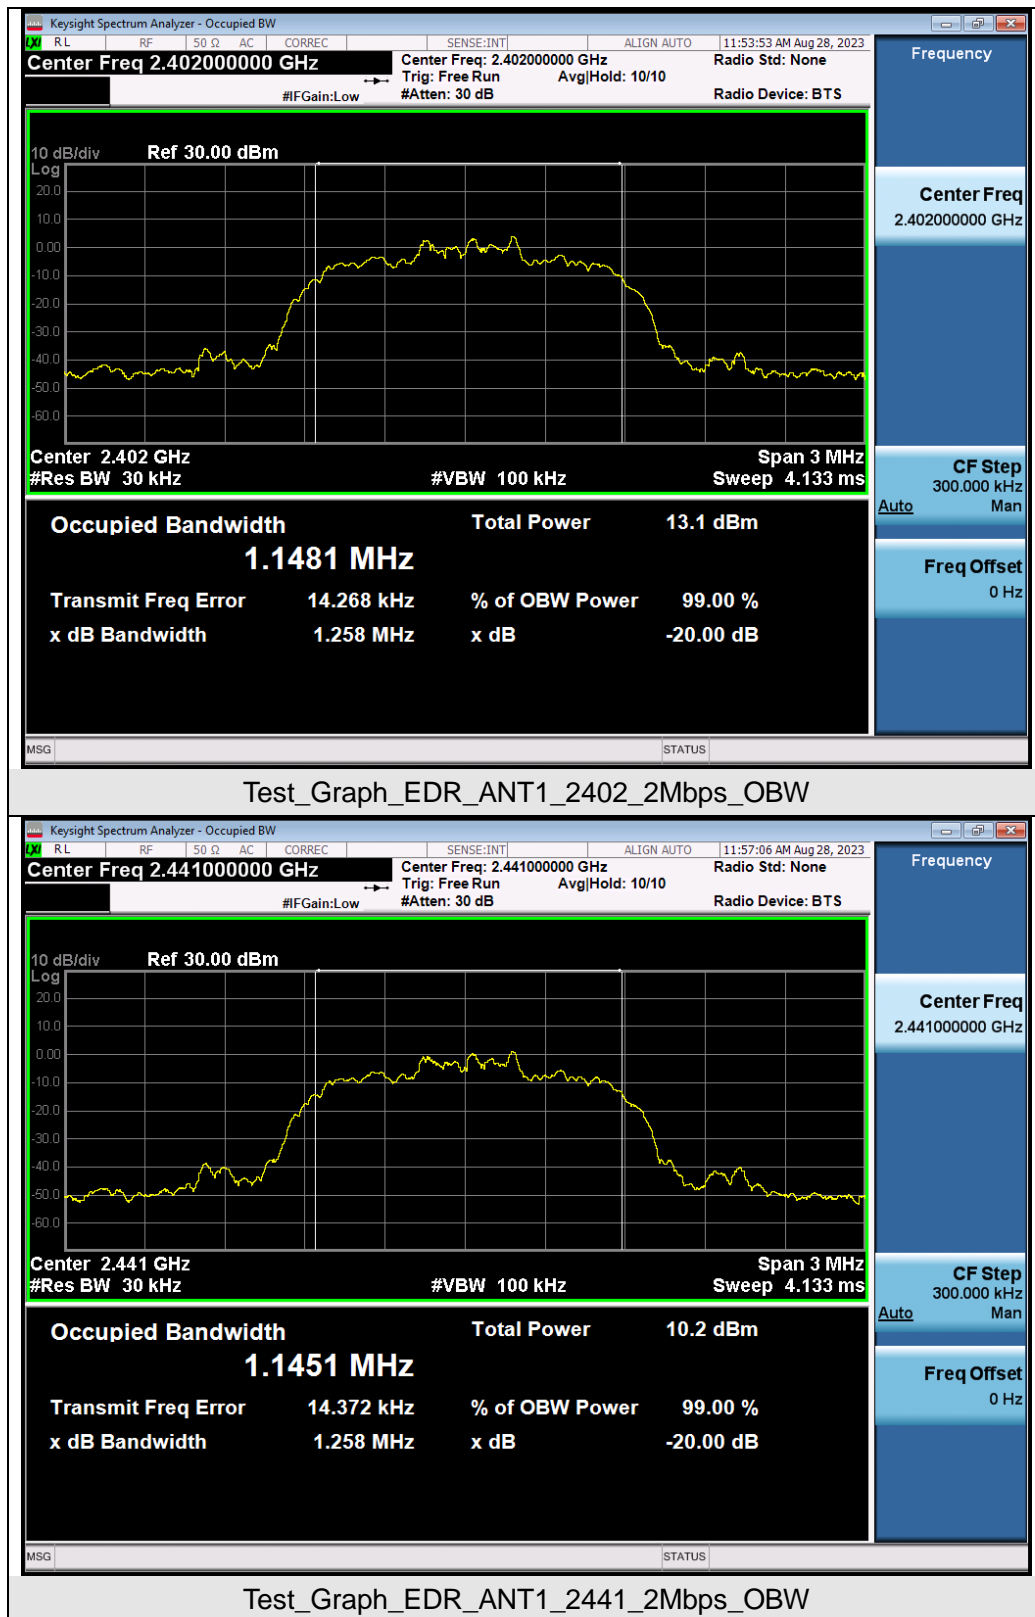 Keysight Spectrum Analyzer - Occupied BW
LXI RL RF 50 Ω AC CORREC SENSE:INT ALIGN AUTO 11:53:53 AM Aug 28, 2023
Center Freq 2.402000000 GHz Center Freq: 2.402000000 GHz Radio Std: None Frequency
Trig: Free Run Avg|Hold: 10/10
#IFGain:Low #Atten: 30 dB Radio Device: BTS
10 dB/div Ref 30.00 dBm
Log
20.0
10.0
0.00
-10.0
-20.0
-30.0
-40.0
-50.0
-60.0
Center Freq
2.402000000 GHz
Center 2.402 GHz Span 3 MHz
#Res BW 30 kHz #VBW 100 kHz Sweep 4.133 ms
CF Step
300.000 kHz
Auto Man
Occupied Bandwidth Total Power 13.1 dBm
1.1481 MHz
Transmit Freq Error 14.268 kHz % of OBW Power 99.00 %
x dB Bandwidth 1.258 MHz x dB -20.00 dB
Freq Offset
0 Hz
MSG STATUS
Test_Graph_EDR_ANT1_2402_2Mbps_OBW
Keysight Spectrum Analyzer - Occupied BW
LXI RL RF 50 Ω AC CORREC SENSE:INT ALIGN AUTO 11:57:06 AM Aug 28, 2023
Center Freq 2.441000000 GHz Center Freq: 2.441000000 GHz Radio Std: None Frequency
Trig: Free Run Avg|Hold: 10/10
#IFGain:Low #Atten: 30 dB Radio Device: BTS
10 dB/div Ref 30.00 dBm
Log
20.0
10.0
0.00
-10.0
-20.0
-30.0
-40.0
-50.0
-60.0
Center Freq
2.441000000 GHz
Center 2.441 GHz Span 3 MHz
#Res BW 30 kHz #VBW 100 kHz Sweep 4.133 ms
CF Step
300.000 kHz
Auto Man
Occupied Bandwidth Total Power 10.2 dBm
1.1451 MHz
Transmit Freq Error 14.372 kHz % of OBW Power 99.00 %
x dB Bandwidth 1.258 MHz x dB -20.00 dB
Freq Offset
0 Hz
MSG STATUS
Test_Graph_EDR_ANT1_2441_2Mbps_OBW